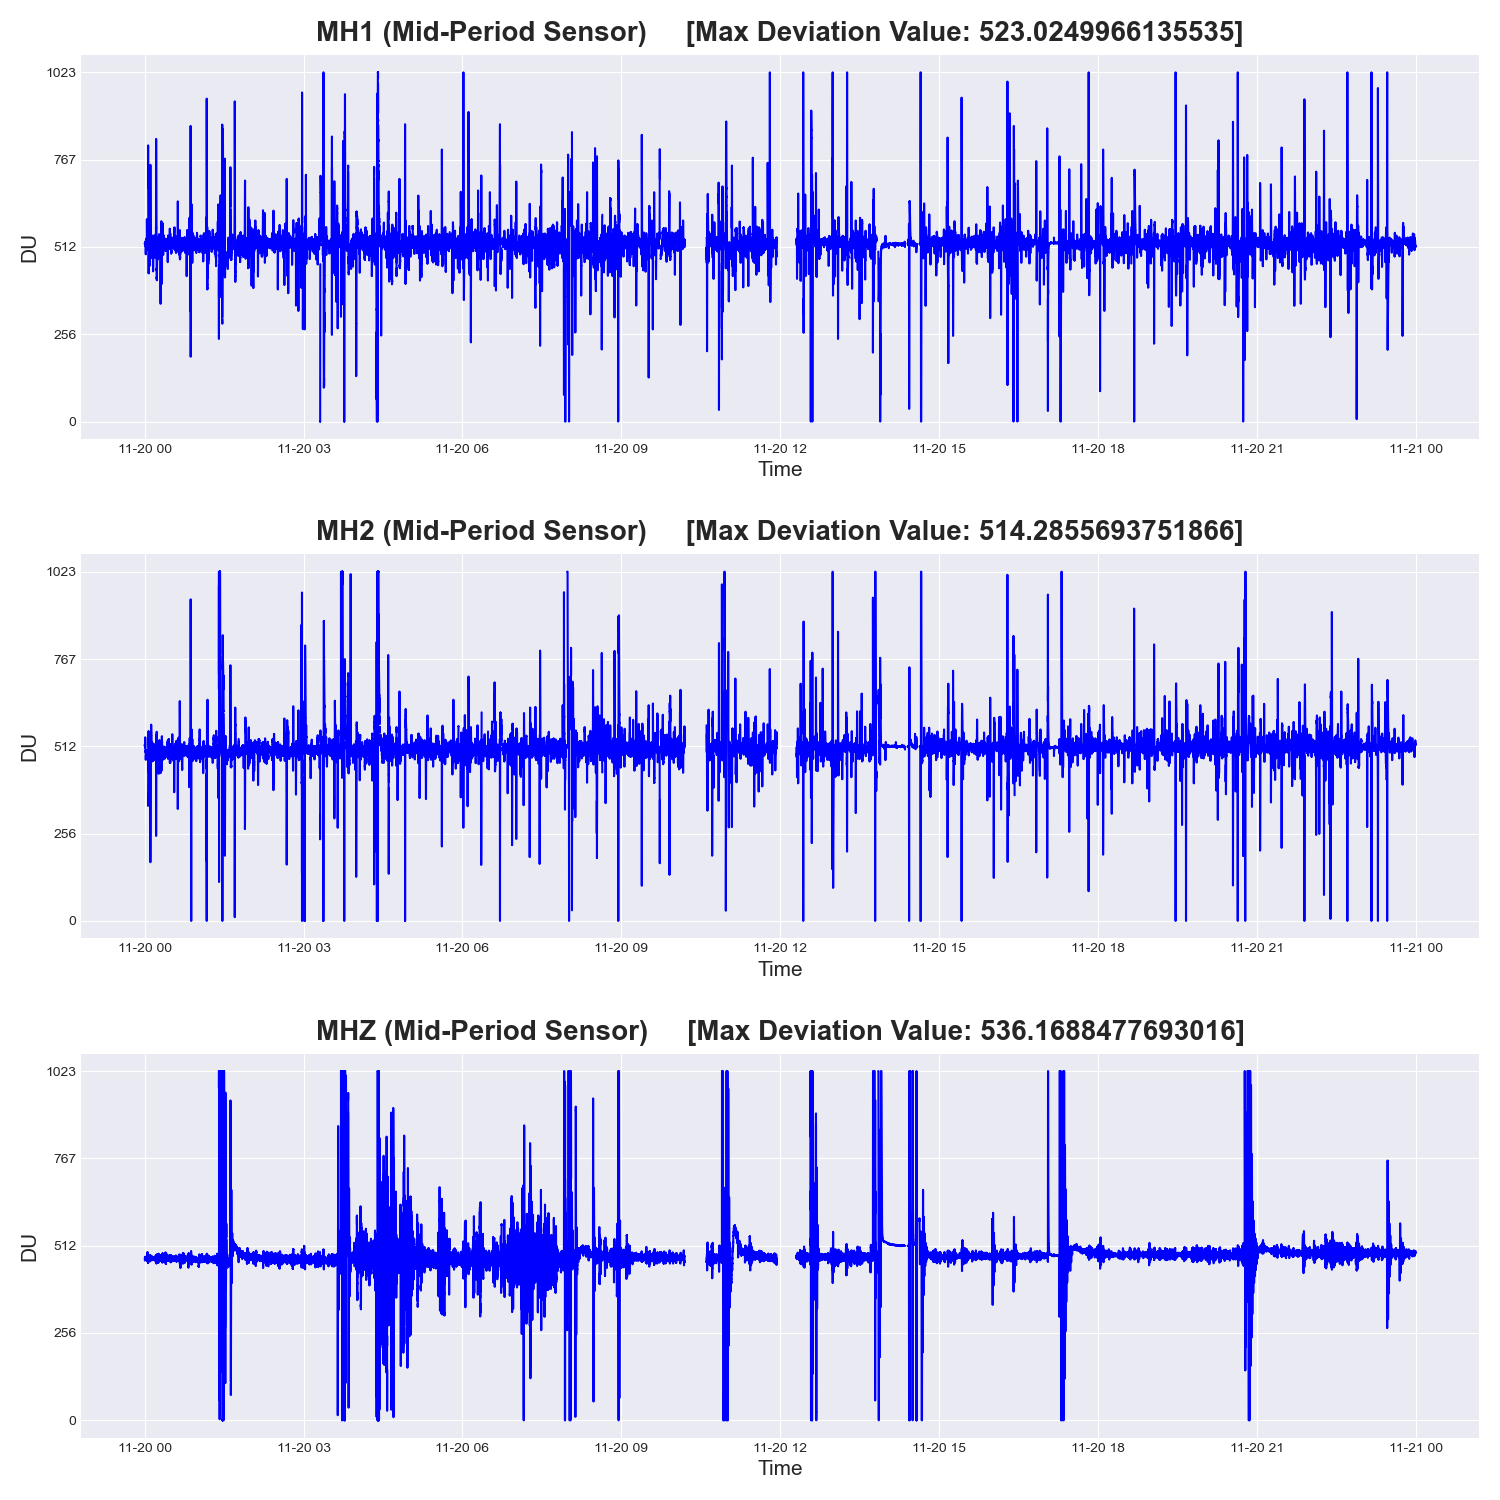 MH1 (Mid-Period Sensor) [Max Deviation Value: 523.0249966135535]
1023
767
512
256
0
DU
11-20 00 11-20 03 11-20 06 11-20 09 11-20 12 11-20 15 11-20 18 11-20 21 11-21 00
Time
MH2 (Mid-Period Sensor) [Max Deviation Value: 514.2855693751866]
1023
767
512
256
0
DU
11-20 00 11-20 03 11-20 06 11-20 09 11-20 12 11-20 15 11-20 18 11-20 21 11-21 00
Time
MHZ (Mid-Period Sensor) [Max Deviation Value: 536.1688477693016]
1023
767
512
256
0
DU
11-20 00 11-20 03 11-20 06 11-20 09 11-20 12 11-20 15 11-20 18 11-20 21 11-21 00
Time